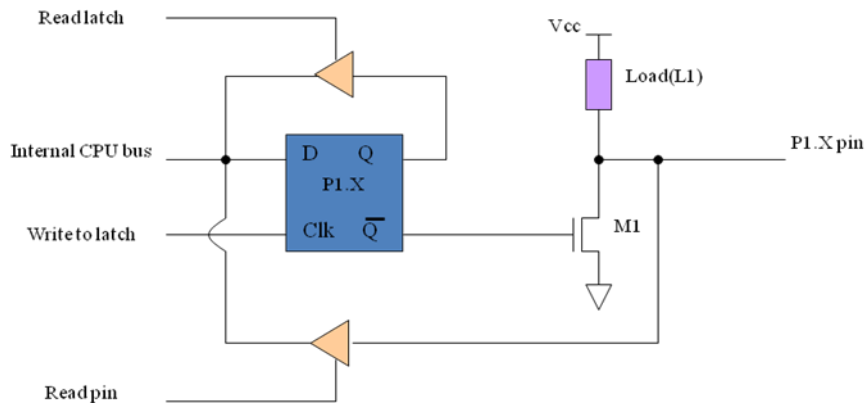 Read latch
Vcc
Load(L1)
Internal CPU bus
D Q
P1.X pin
P1.X
Write to latch
Clk Q̅
M1
Read pin